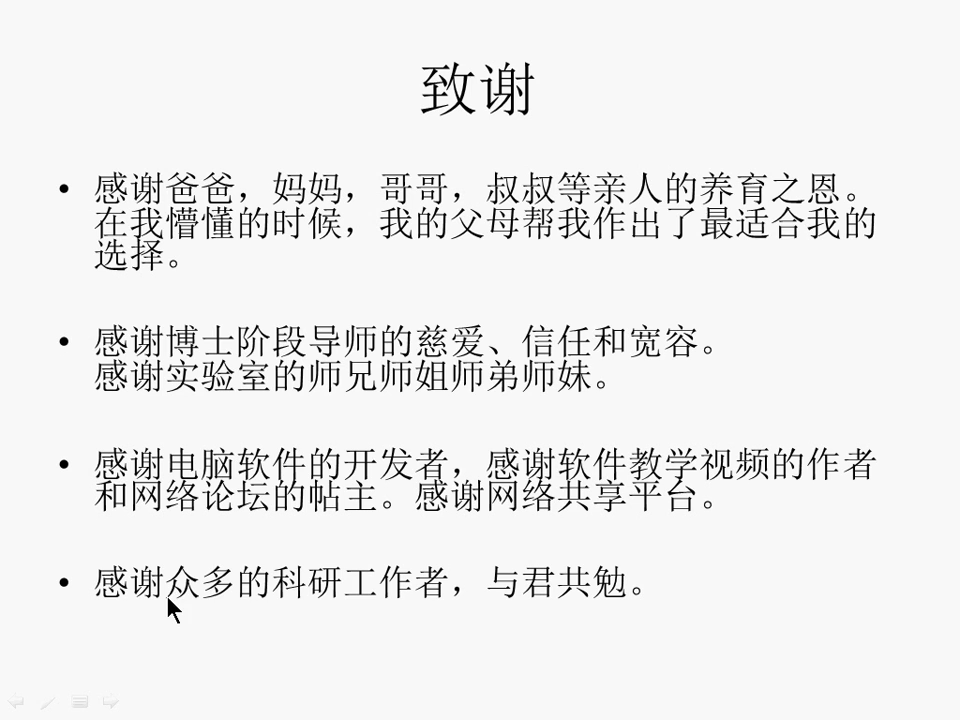 致谢
• 感谢爸爸，妈妈，哥哥，叔叔等亲人的养育之恩。
在我懵懂的时候，我的父母帮我作出了最适合我的
选择。
• 感谢博士阶段导师的慈爱、信任和宽容。
感谢实验室的师兄师姐师弟师妹。
• 感谢电脑软件的开发者，感谢软件教学视频的作者
和网络论坛的帖主。感谢网络共享平台。
• 感谢众多的科研工作者，与君共勉。